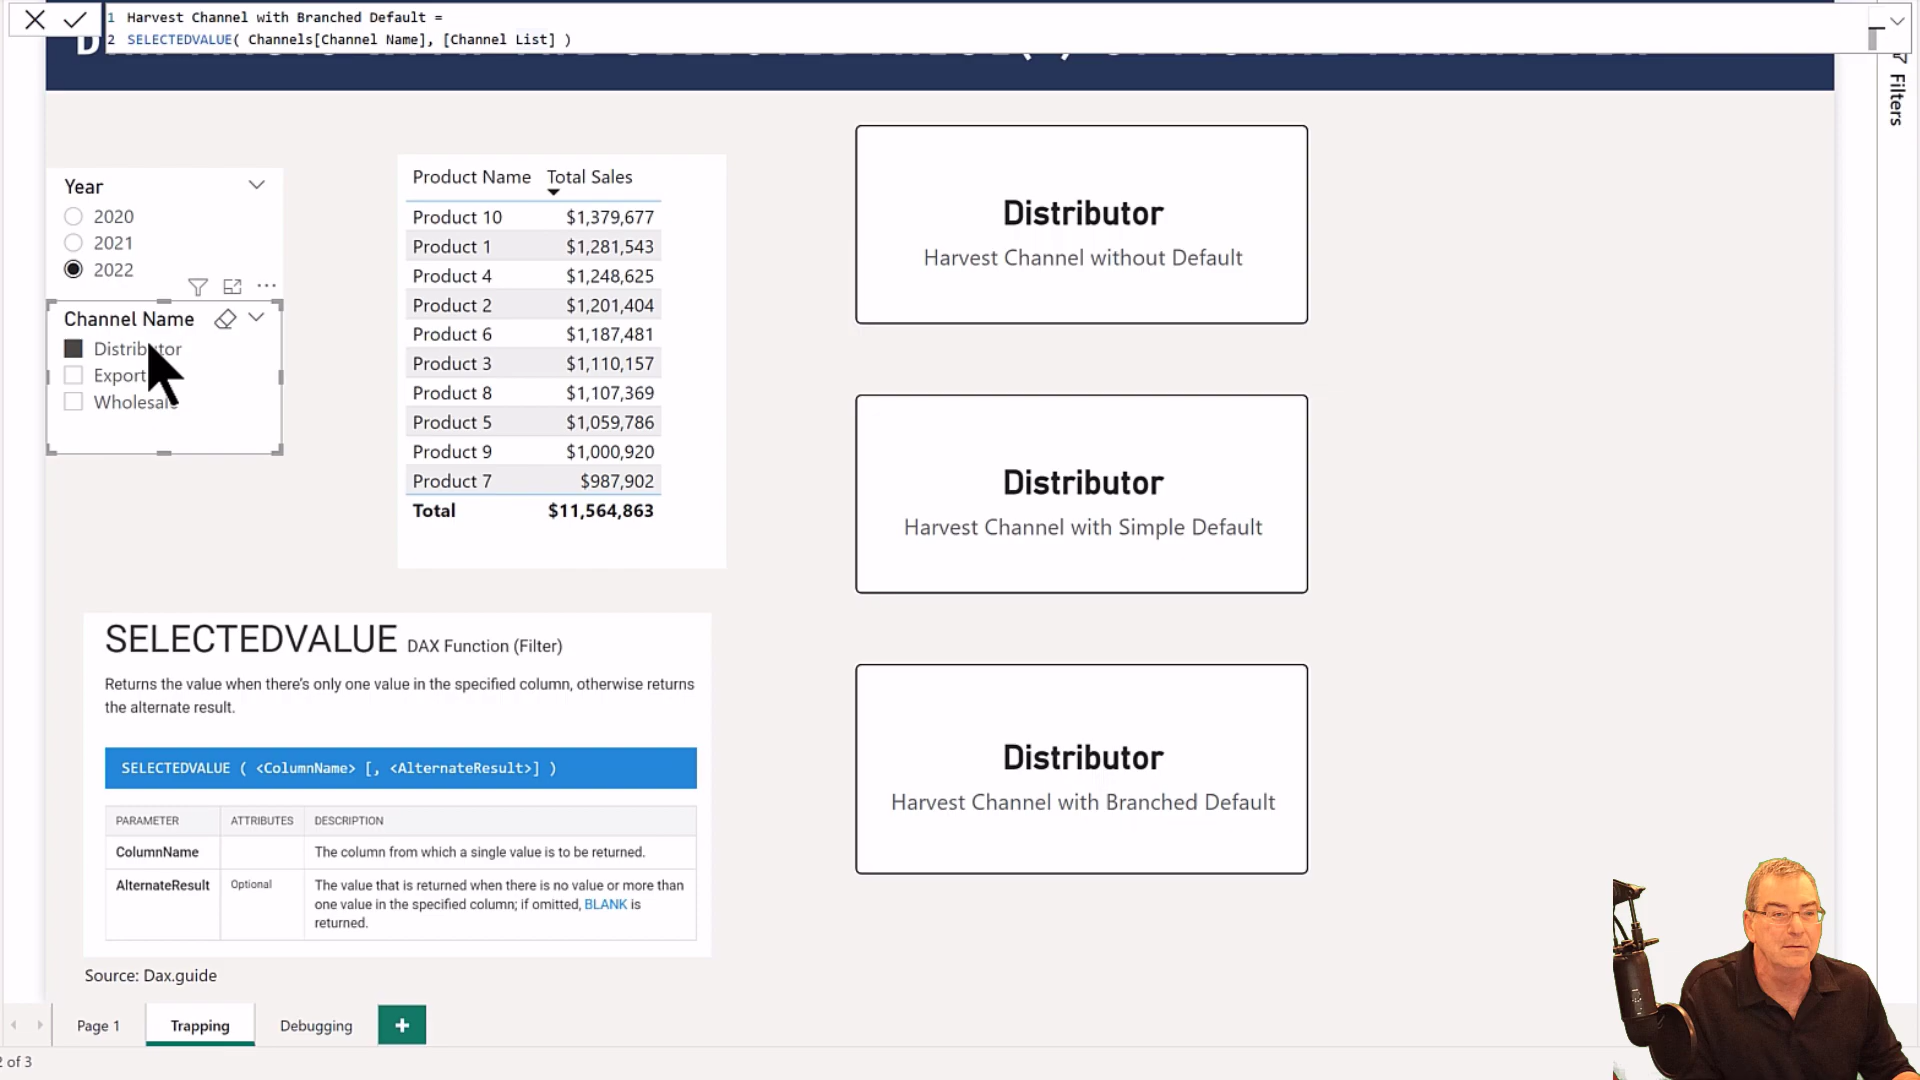 1 Harvest Channel with Branched Default =
2 SELECTEDVALUE( Channels[Channel Name], [Channel List] )
Filters
Year
2020
2021
2022
Channel Name
Distributor
Export
Wholesale
Product Name Total Sales
Product 10 $1,379,677
Product 1 $1,281,543
Product 4 $1,248,625
Product 2 $1,201,404
Product 6 $1,187,481
Product 3 $1,110,157
Product 8 $1,107,369
Product 5 $1,059,786
Product 9 $1,000,920
Product 7 $987,902
Total $11,564,863
Distributor
Harvest Channel without Default
Distributor
Harvest Channel with Simple Default
Distributor
Harvest Channel with Branched Default
SELECTEDVALUE DAX Function (Filter)
Returns the value when there's only one value in the specified column, otherwise returns
the alternate result.
SELECTEDVALUE ( <ColumnName> [, <AlternateResult>] )
PARAMETER ATTRIBUTES DESCRIPTION
ColumnName The column from which a single value is to be returned.
AlternateResult Optional The value that is returned when there is no value or more than
one value in the specified column; if omitted, BLANK is
returned.
Source: Dax.guide
Page 1 Trapping Debugging
2 of 3